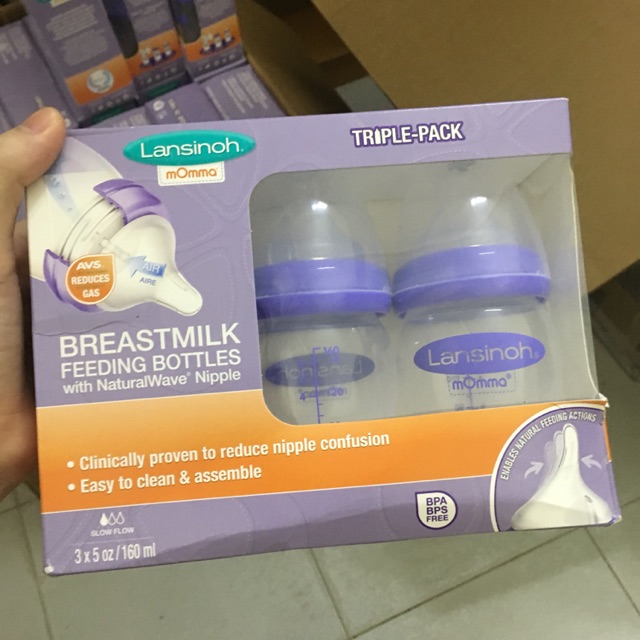 TRIPLE-PACK
Lansinoh®
mOmma®
AVS
REDUCES
GAS
AIR
AIRE
BREASTMILK
FEEDING BOTTLES
with NaturalWave® Nipple
Lansinoh®
mOmma®
• Clinically proven to reduce nipple confusion
• Easy to clean & assemble
ENABLES NATURAL FEEDING ACTIONS
BPA
BPS
FREE
SLOW FLOW
3 x 5 oz / 160 ml